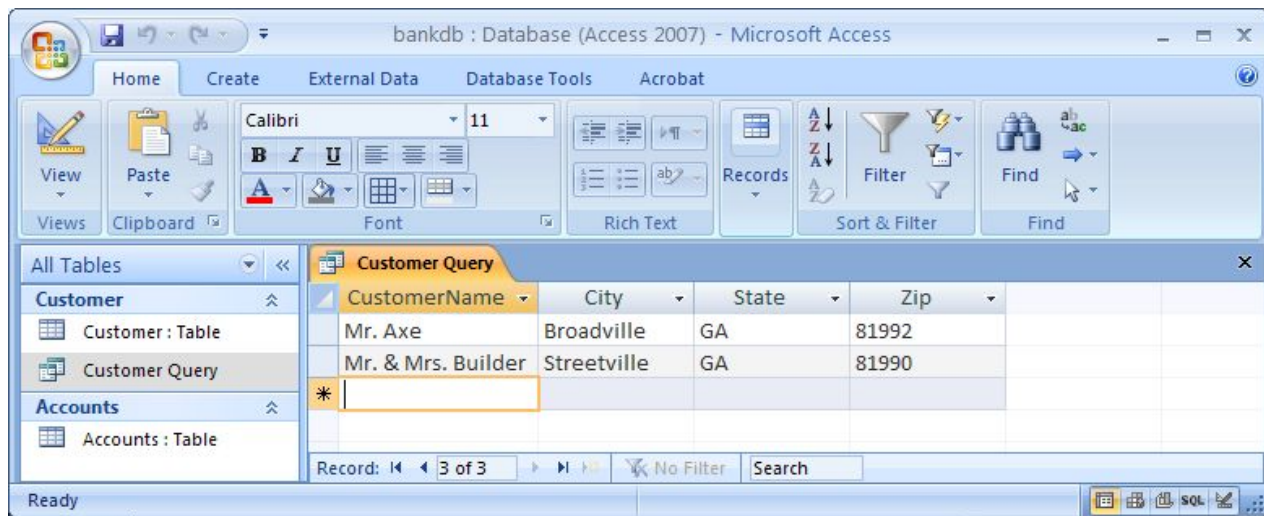 bankdb : Database (Access 2007) - Microsoft Access
Home Create External Data Database Tools Acrobat
Calibri 11
B I U
A
ab
A Z
Z A
A Z
ab ac
View Paste Records Filter Find
Views Clipboard Font Rich Text Sort & Filter Find
All Tables
Customer Query
Customer
CustomerName City State Zip
Customer : Table
Mr. Axe Broadville GA 81992
Customer Query
Mr. & Mrs. Builder Streetville GA 81990
Accounts
Accounts : Table
Record: 3 of 3 No Filter Search
Ready SQL